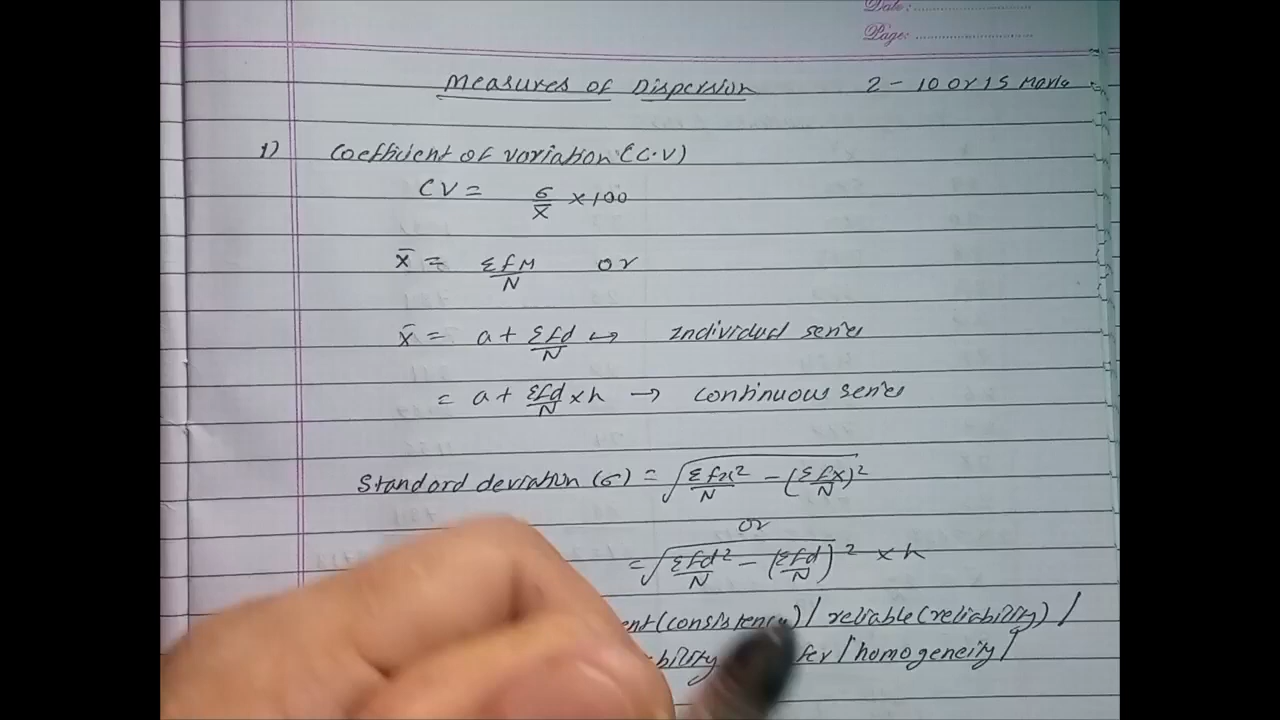 Date:
Page:
Measures of Dispersion 2 - 10 or 15 Marks
1) Coefficient of variation (C.V)
CV = σ/x̄ × 100
x̄ = ΣfM/N or
x̄ = a + Σfd/N → Individual series
= a + Σfd/N × h → continuous series
Standard deviation (σ) = √Σfx²/N - (Σfx/N)²
or
= √Σfd²/N - (Σfd/N)² × h
(consistency) / reliable (reliability) /
/ homogeneity /